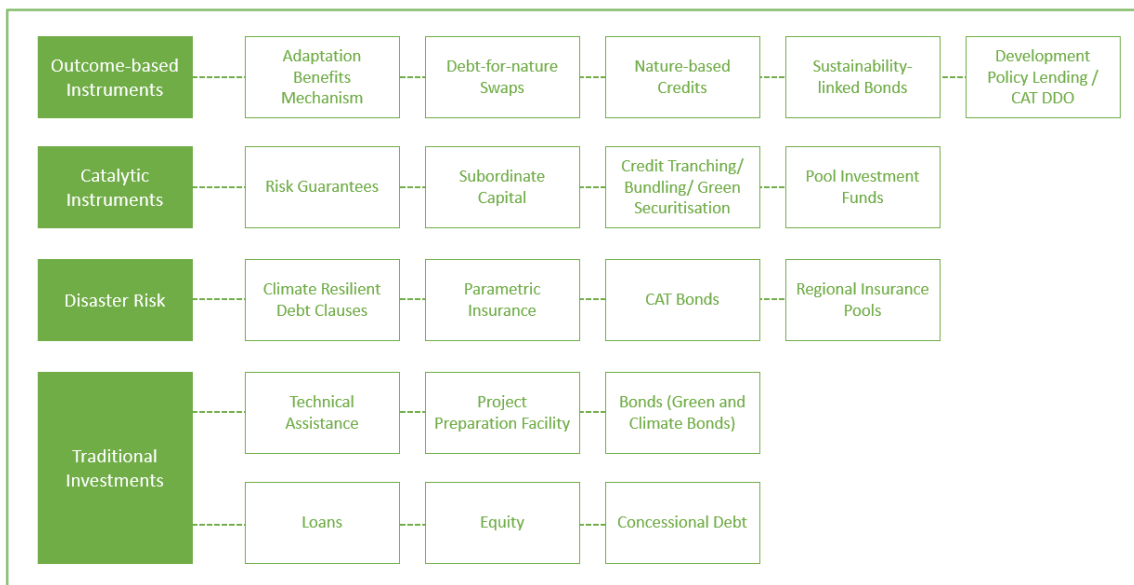 Outcome-based
Instruments
Adaptation
Benefits
Mechanism
Debt-for-nature
Swaps
Nature-based
Credits
Sustainability-
linked Bonds
Development
Policy Lending /
CAT DDO
Catalytic
Instruments
Risk Guarantees
Subordinate
Capital
Credit Tranching/
Bundling/ Green
Securitisation
Pool Investment
Funds
Disaster Risk
Climate Resilient
Debt Clauses
Parametric
Insurance
CAT Bonds
Regional Insurance
Pools
Traditional
Investments
Technical
Assistance
Project
Preparation Facility
Bonds (Green and
Climate Bonds)
Loans
Equity
Concessional Debt